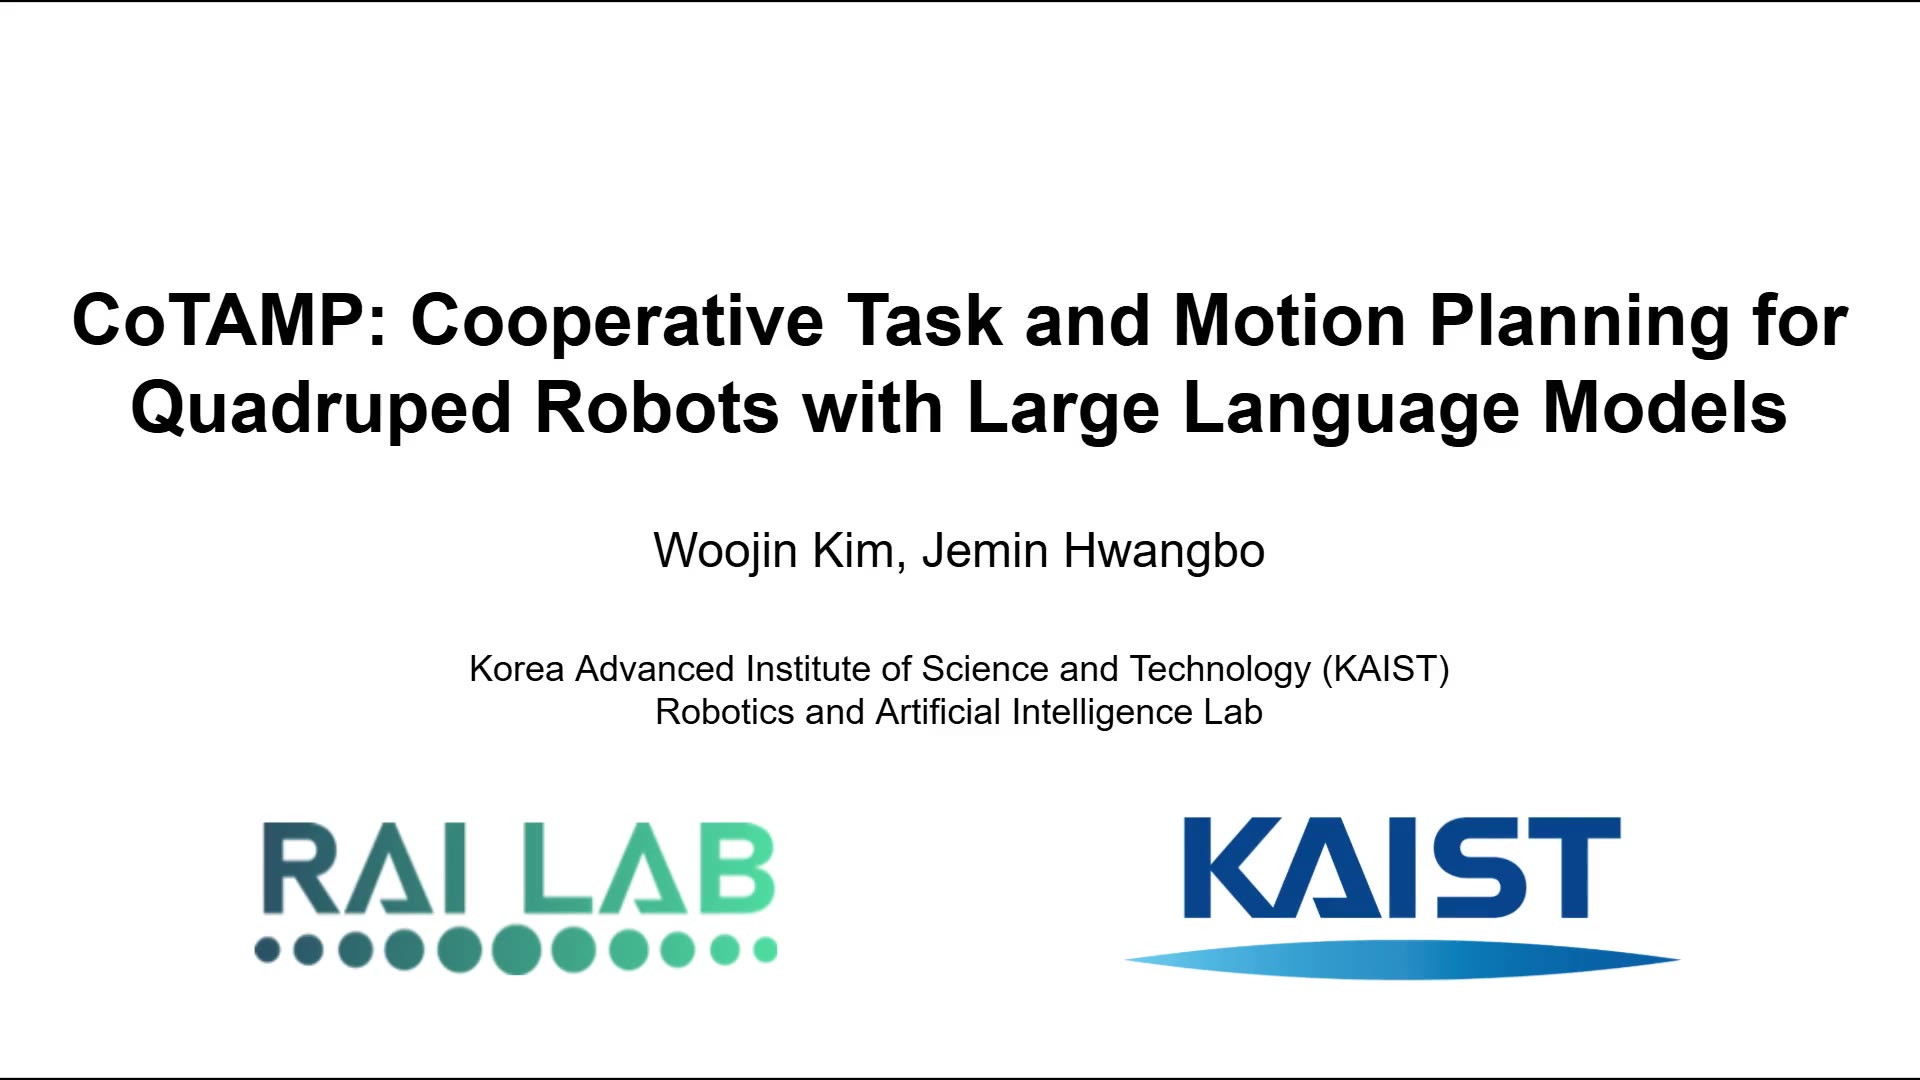 CoTAMP: Cooperative Task and Motion Planning for
Quadruped Robots with Large Language Models
Woojin Kim, Jemin Hwangbo
Korea Advanced Institute of Science and Technology (KAIST)
Robotics and Artificial Intelligence Lab
RAI LAB
KAIST